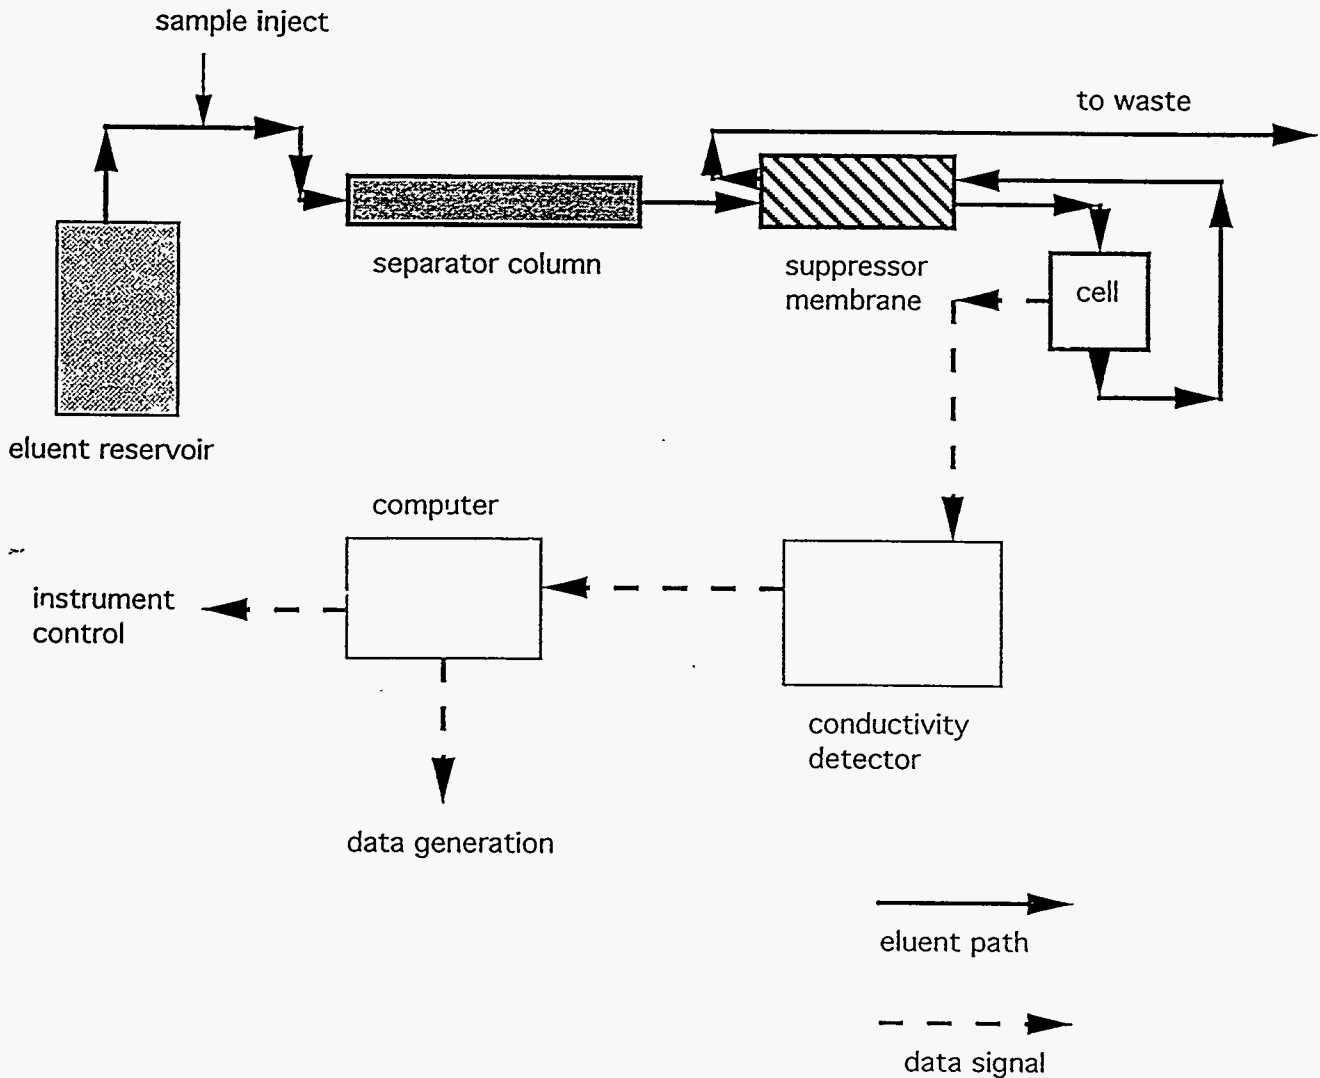 sample inject
to waste
separator column
suppressor
membrane
cell
eluent reservoir
computer
instrument
control
conductivity
detector
data generation
eluent path
data signal